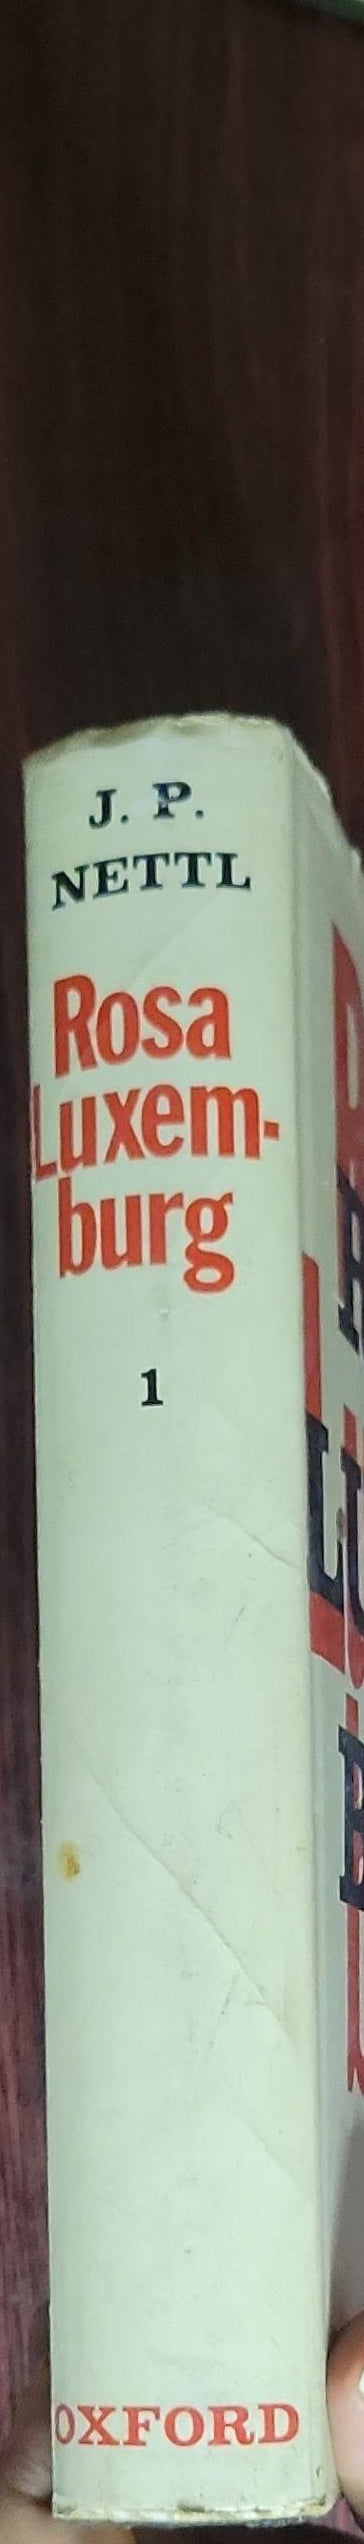 J. P.
NETTL
Rosa
Luxem-
burg
1
OXFORD